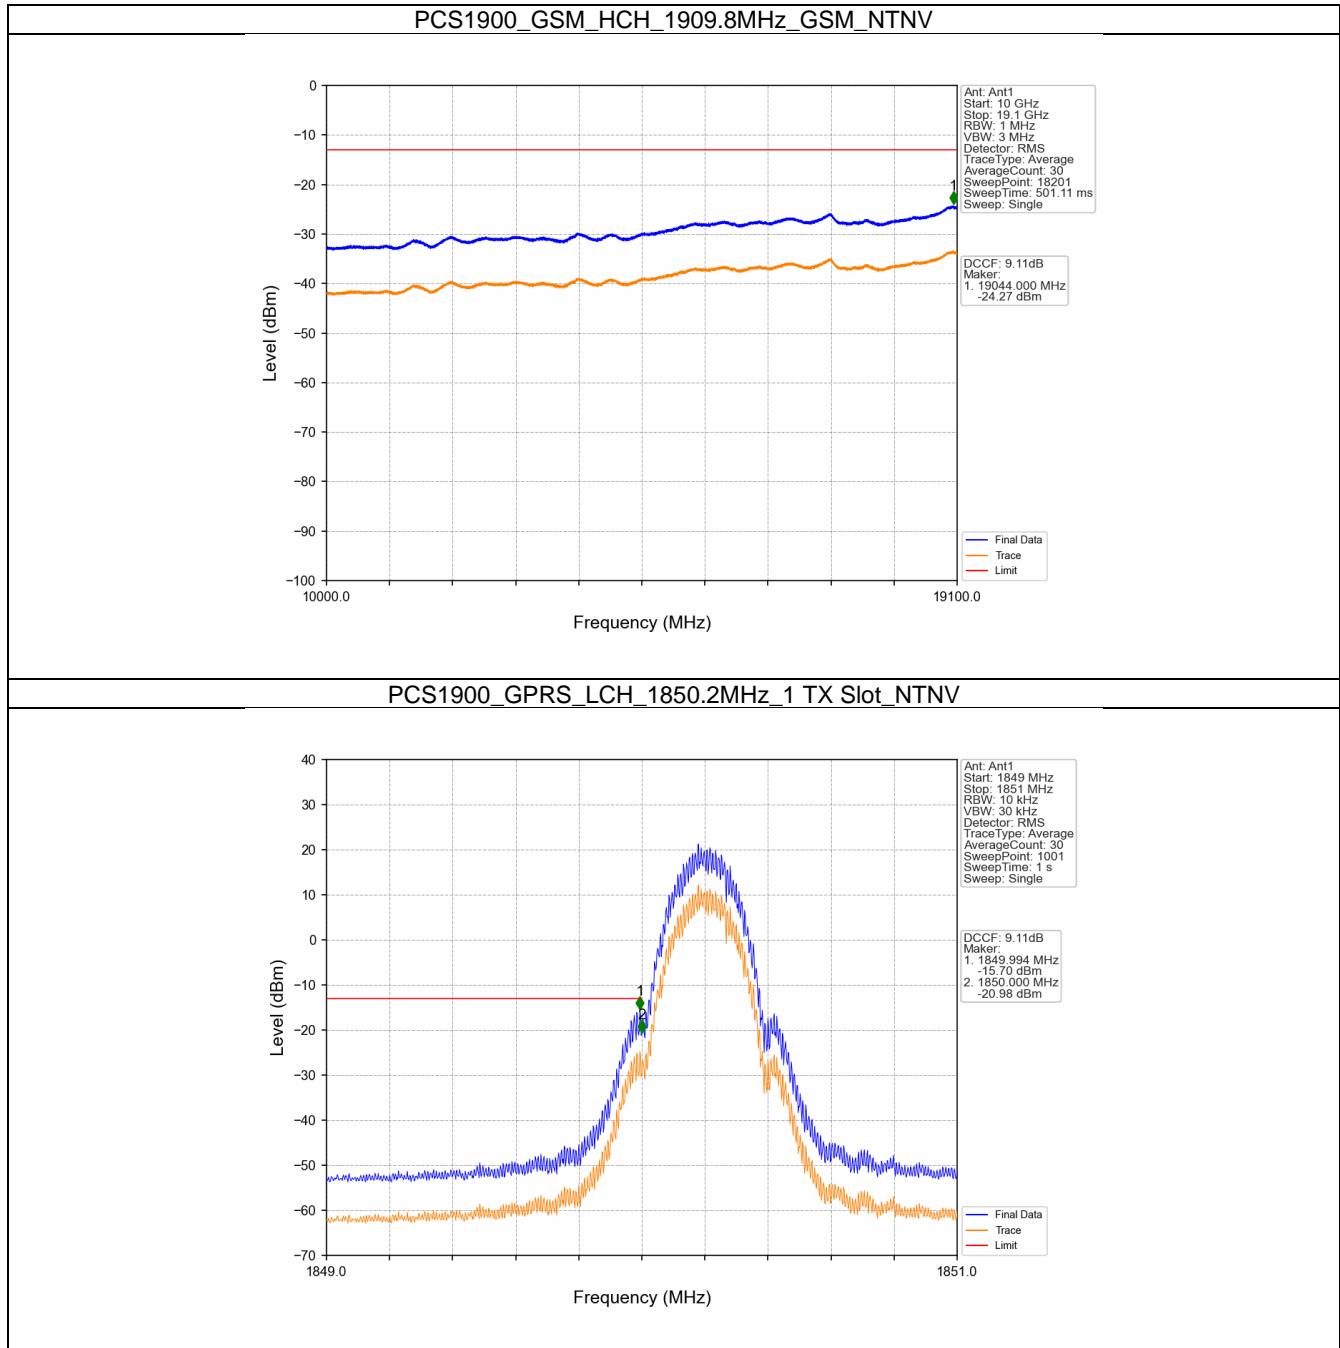 PCS1900_GSM_HCH_1909.8MHz_GSM_NTNV
0
−10
−20
−30
−40
−50
−60
−70
−80
−90
−100
Level (dBm)
10000.0
19100.0
Frequency (MHz)
1
Ant: Ant1
Start: 10 GHz
Stop: 19.1 GHz
RBW: 1 MHz
VBW: 3 MHz
Detector: RMS
TraceType: Average
AverageCount: 30
SweepPoint: 18201
SweepTime: 501.11 ms
Sweep: Single
DCCF: 9.11dB
Maker:
1. 19044.000 MHz
-24.27 dBm
Final Data
Trace
Limit
PCS1900_GPRS_LCH_1850.2MHz_1 TX Slot_NTNV
40
30
20
10
0
−10
−20
−30
−40
−50
−60
−70
Level (dBm)
1849.0
1851.0
Frequency (MHz)
1
2
Ant: Ant1
Start: 1849 MHz
Stop: 1851 MHz
RBW: 10 kHz
VBW: 30 kHz
Detector: RMS
TraceType: Average
AverageCount: 30
SweepPoint: 1001
SweepTime: 1 s
Sweep: Single
DCCF: 9.11dB
Maker:
1. 1849.994 MHz
-15.70 dBm
2. 1850.000 MHz
-20.98 dBm
Final Data
Trace
Limit